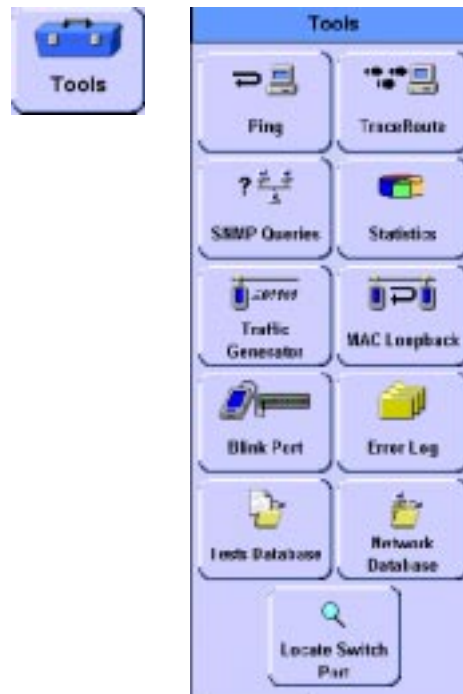 Tools
Tools
Ping
TraceRoute
?
SNMP Queries
Statistics
Traffic
Generator
MAC Loopback
Blink Port
Error Log
Tests Database
Network
Database
Locate Switch
Port